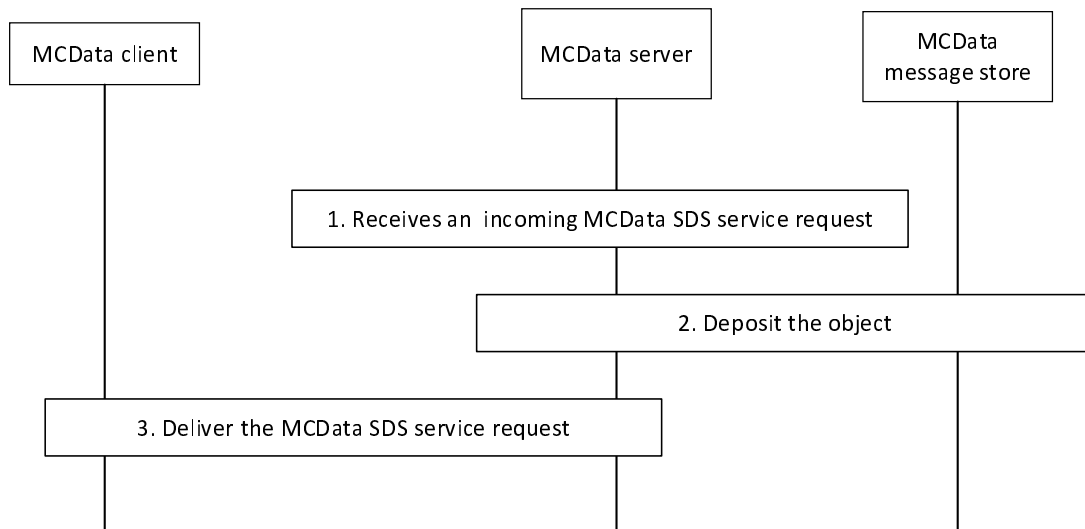 MCData client
MCData server
MCData
message store
1. Receives an  incoming MCData SDS service request
2. Deposit the object
3. Deliver the MCData SDS service request